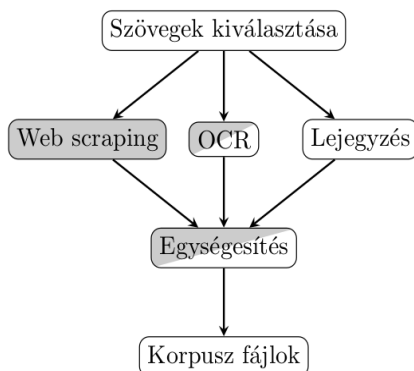 Szövegek kiválasztása
Web scraping
OCR
Lejegyzés
Egységesítés
Korpusz fájlok